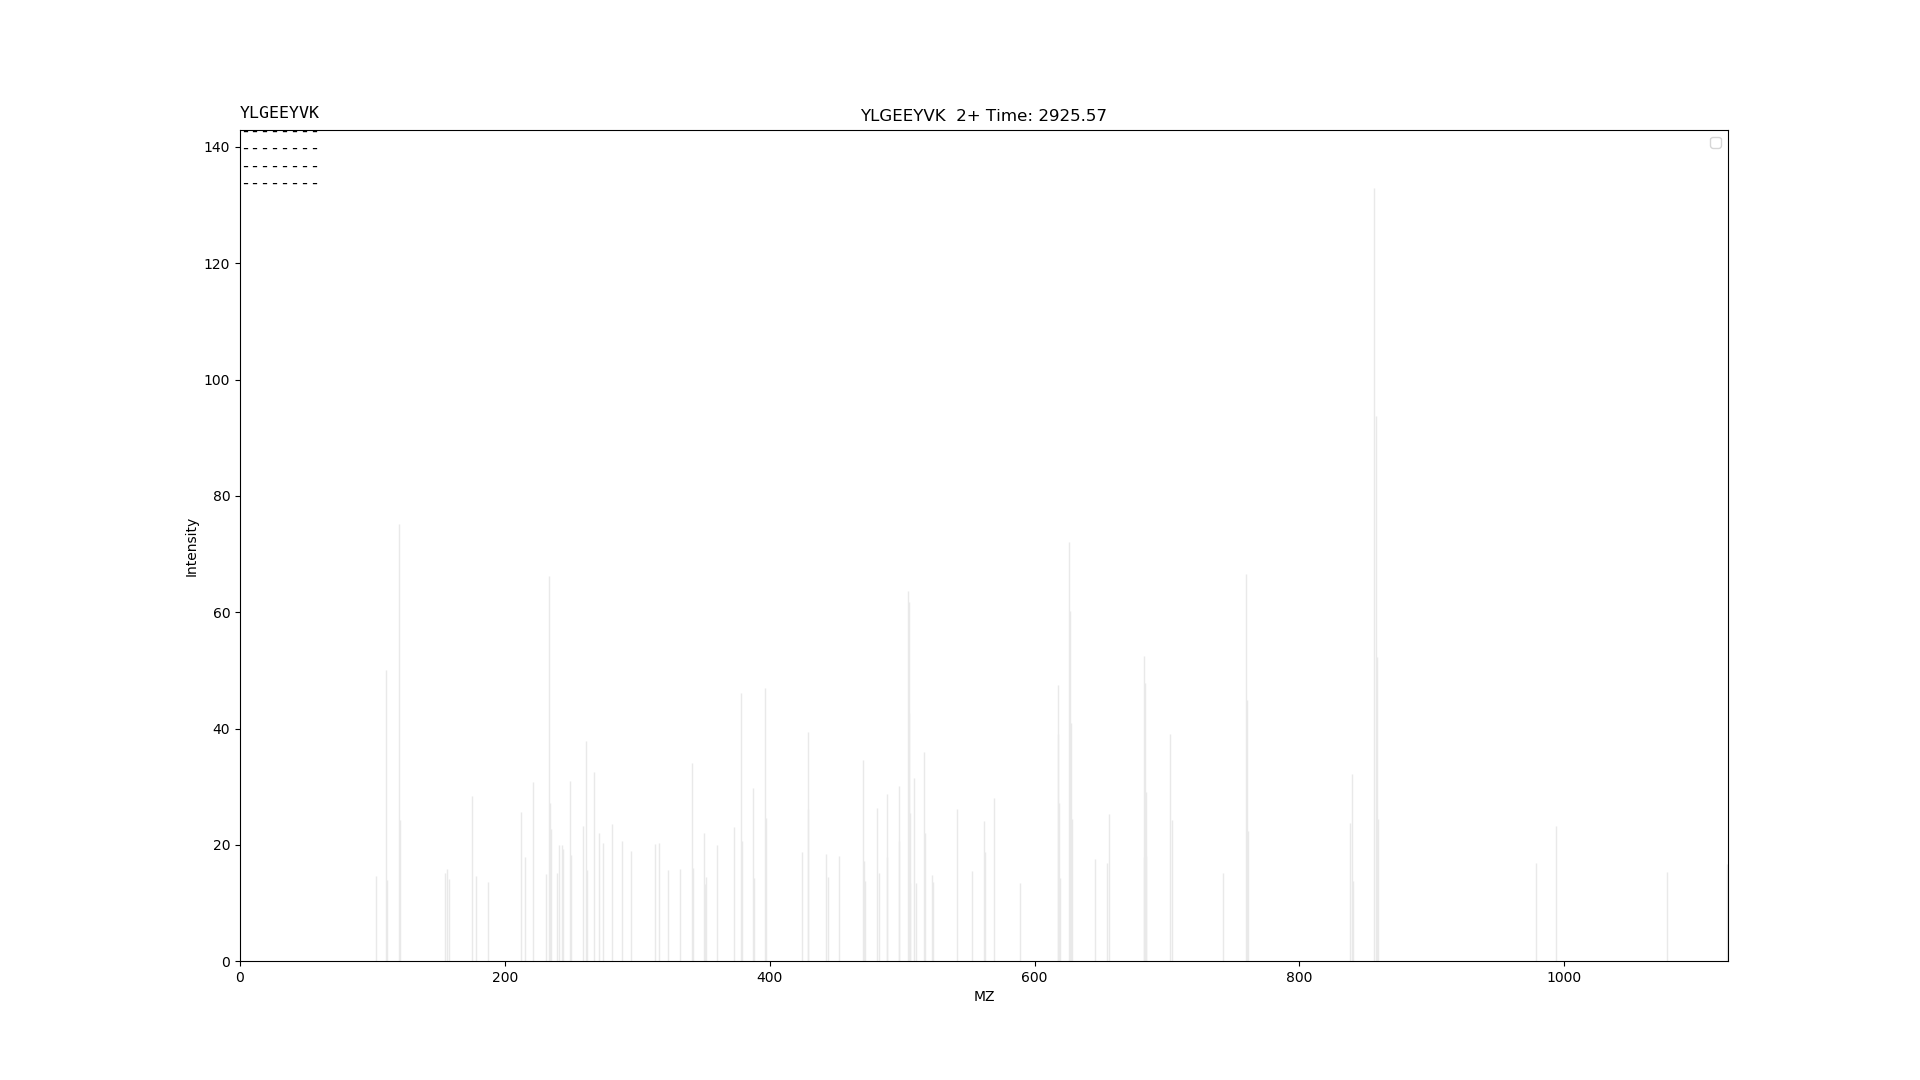 YLGEEYVK
YLGEEYVK  2+ Time: 2925.57
--------
--------
--------
--------
140
120
100
80
60
40
20
0
Intensity
0 200 400 600 800 1000
MZ